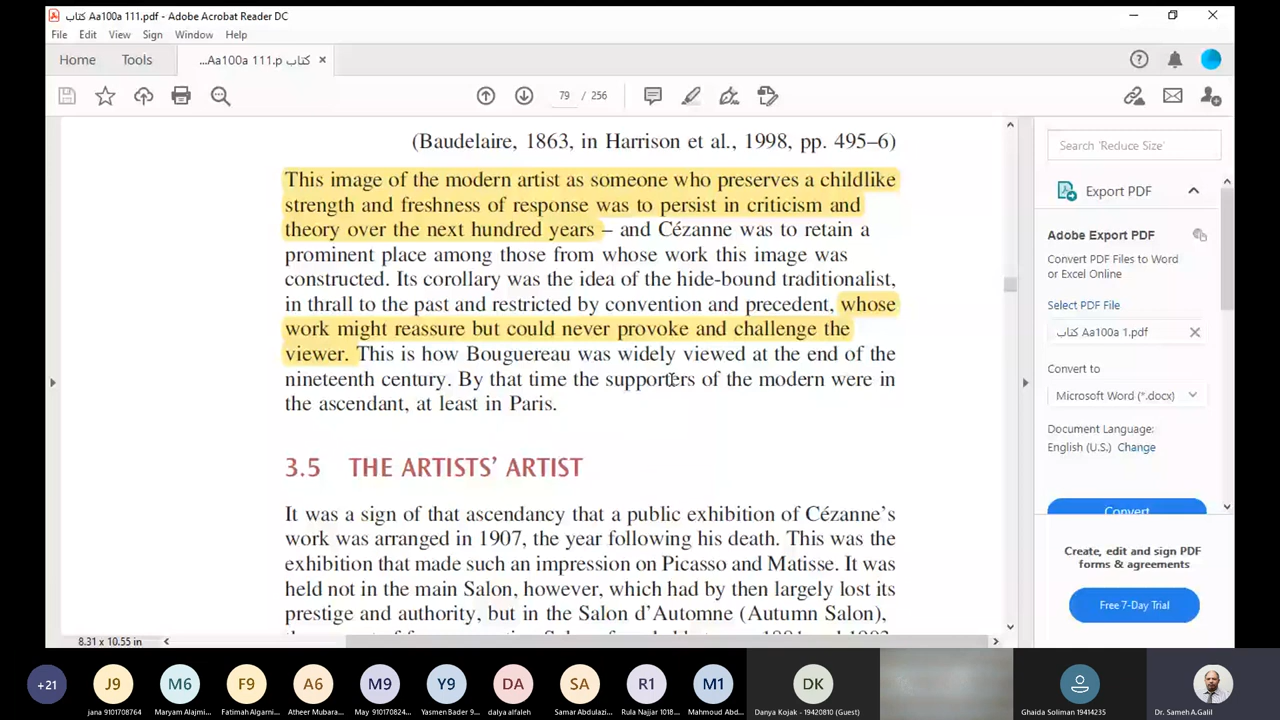 كتاب Aa100a 111.pdf - Adobe Acrobat Reader DC
File Edit View Sign Window Help
Home Tools ...Aa100a 111.p كتاب ×
79 / 256
(Baudelaire, 1863, in Harrison et al., 1998, pp. 495–6)
This image of the modern artist as someone who preserves a childlike
strength and freshness of response was to persist in criticism and
theory over the next hundred years – and Cézanne was to retain a
prominent place among those from whose work this image was
constructed. Its corollary was the idea of the hide-bound traditionalist,
in thrall to the past and restricted by convention and precedent, whose
work might reassure but could never provoke and challenge the
viewer. This is how Bouguereau was widely viewed at the end of the
nineteenth century. By that time the supporters of the modern were in
the ascendant, at least in Paris.
3.5 THE ARTISTS’ ARTIST
It was a sign of that ascendancy that a public exhibition of Cézanne’s
work was arranged in 1907, the year following his death. This was the
exhibition that made such an impression on Picasso and Matisse. It was
held not in the main Salon, however, which had by then largely lost its
prestige and authority, but in the Salon d’Automne (Autumn Salon),
8.31 x 10.55 in
Search 'Reduce Size'
Export PDF
Adobe Export PDF
Convert PDF Files to Word
or Excel Online
Select PDF File
كتاب Aa100a 1.pdf
Convert to
Microsoft Word (*.docx)
Document Language:
English (U.S.) Change
Convert
Create, edit and sign PDF
forms & agreements
Free 7-Day Trial
+21 J9 M6 F9 A6 M9 Y9 DA SA R1 M1 DK
jana 9101708764 Maryam Alajmi... Fatimah Algarni... Atheer Mubara... May 910170824... Yasmen Bader 9... dalya alfaleh Samar Abdulazi... Rula Najjar 1018... Mahmoud Abd... Danya Kojak - 19420810 (Guest) Ghaida Soliman 19414235 Dr. Sameh A.Galil